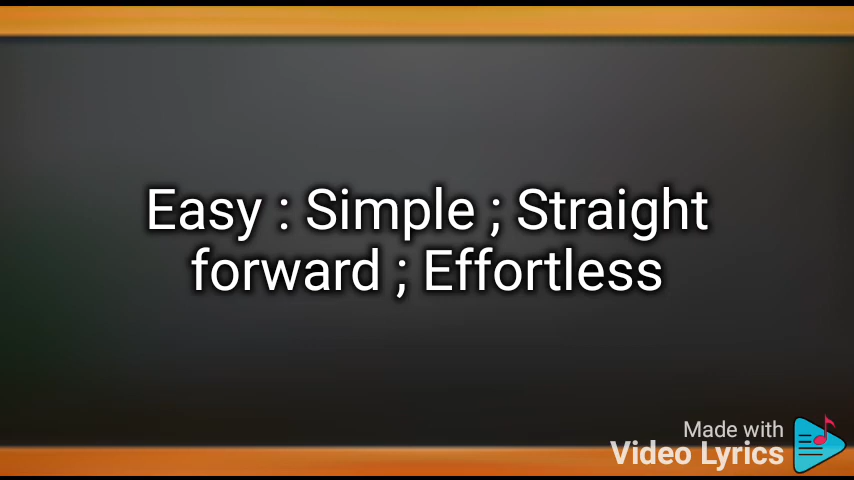 Easy : Simple ; Straight
forward ; Effortless
Made with
Video Lyrics